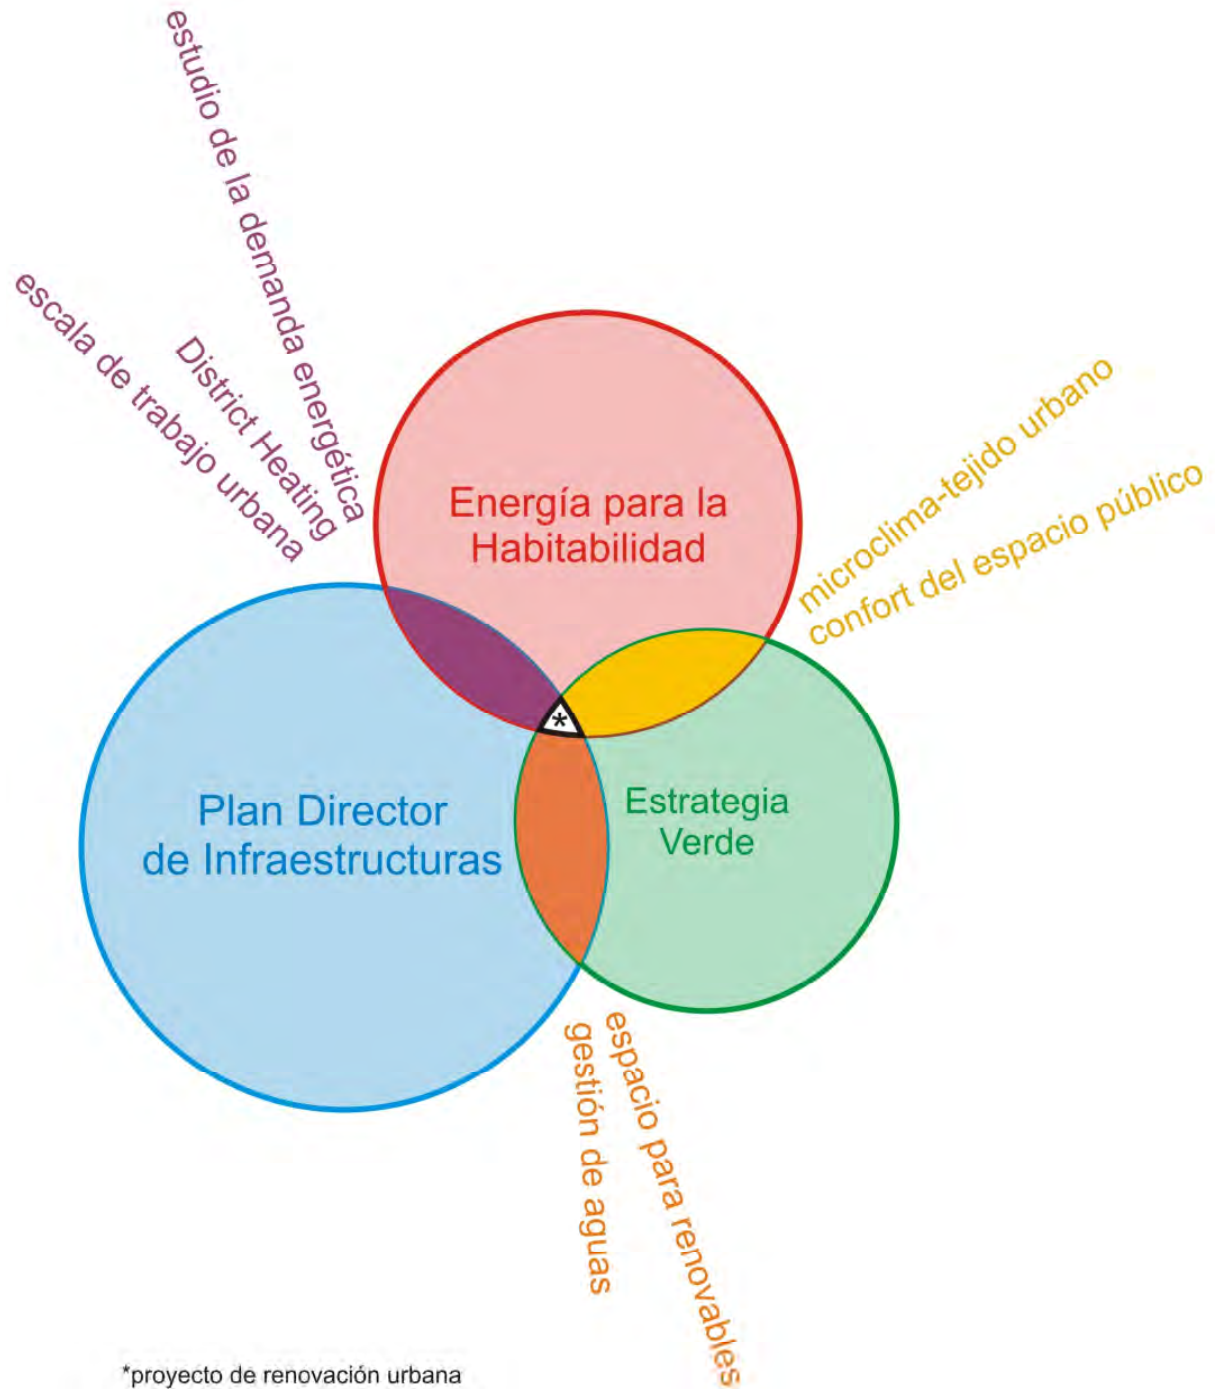 estudio de la demanda energética
District Heating
escala de trabajo urbana
Energía para la
Habitabilidad
microclima-tejido urbano
confort del espacio público
*
Plan Director
de Infraestructuras
Estrategia
Verde
gestión de aguas
espacio para renovables
*proyecto de renovación urbana